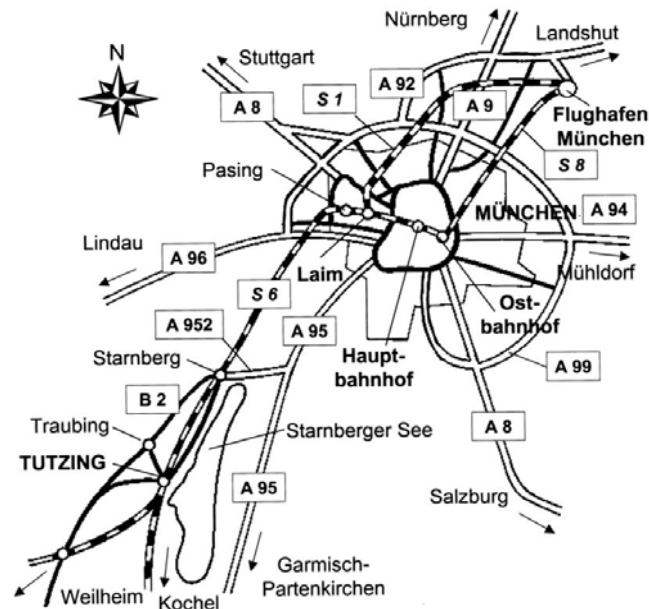 Nürnberg
Landshut
N
Stuttgart
A 92
S 1
A 9
A 8
Flughafen
München
Pasing
S 8
MÜNCHEN
A 94
Lindau
A 96
Laim
Mühldorf
S 6
Ost-
bahnhof
A 952
A 95
Haupt-
bahnhof
Starnberg
A 99
B 2
Traubing
Starnberger See
A 8
TUTZING
A 95
Salzburg
Garmisch-
Partenkirchen
Weilheim
Kochel